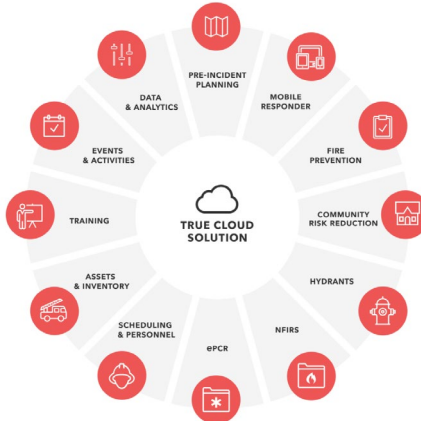 PRE-INCIDENT
PLANNING
MOBILE
RESPONDER
FIRE
PREVENTION
COMMUNITY
RISK REDUCTION
HYDRANTS
NFIRS
ePCR
SCHEDULING
& PERSONNEL
ASSETS
& INVENTORY
TRAINING
EVENTS
& ACTIVITIES
DATA
& ANALYTICS
TRUE CLOUD
SOLUTION